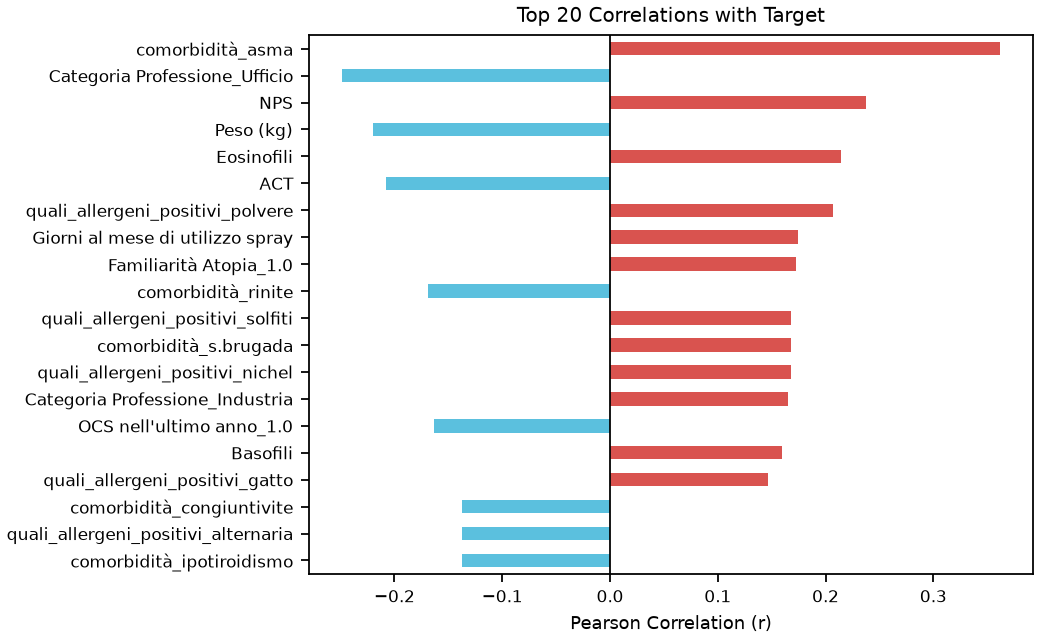 Top 20 Correlations with Target
comorbidità_asma
Categoria Professione_Ufficio
NPS
Peso (kg)
Eosinofili
ACT
quali_allergeni_positivi_polvere
Giorni al mese di utilizzo spray
Familiarità Atopia_1.0
comorbidità_rinite
quali_allergeni_positivi_solfiti
comorbidità_s.brugada
quali_allergeni_positivi_nichel
Categoria Professione_Industria
OCS nell'ultimo anno_1.0
Basofili
quali_allergeni_positivi_gatto
comorbidità_congiuntivite
quali_allergeni_positivi_alternaria
comorbidità_ipotiroidismo
−0.2 −0.1 0.0 0.1 0.2 0.3
Pearson Correlation (r)